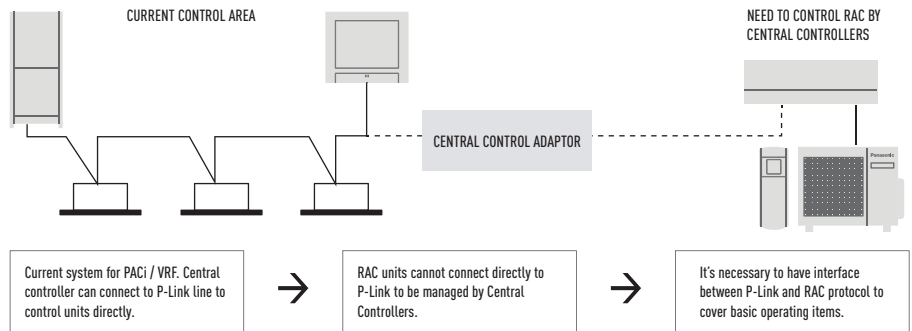 CURRENT CONTROL AREA
NEED TO CONTROL RAC BY
CENTRAL CONTROLLERS
CENTRAL CONTROL ADAPTOR
Panasonic
Current system for PACi / VRF. Central
controller can connect to P-Link line to
control units directly.
RAC units cannot connect directly to
P-Link to be managed by Central
Controllers.
It's necessary to have interface
between P-Link and RAC protocol to
cover basic operating items.